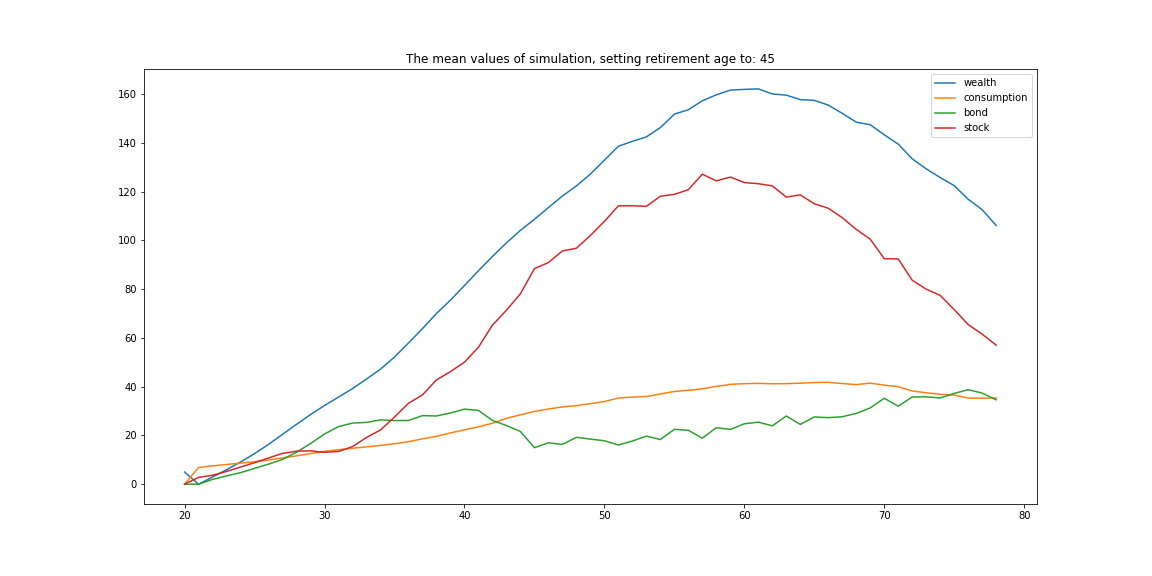 The mean values of simulation, setting retirement age to: 45
wealth
consumption
bond
stock
160
140
120
100
80
60
40
20
0
20 30 40 50 60 70 80